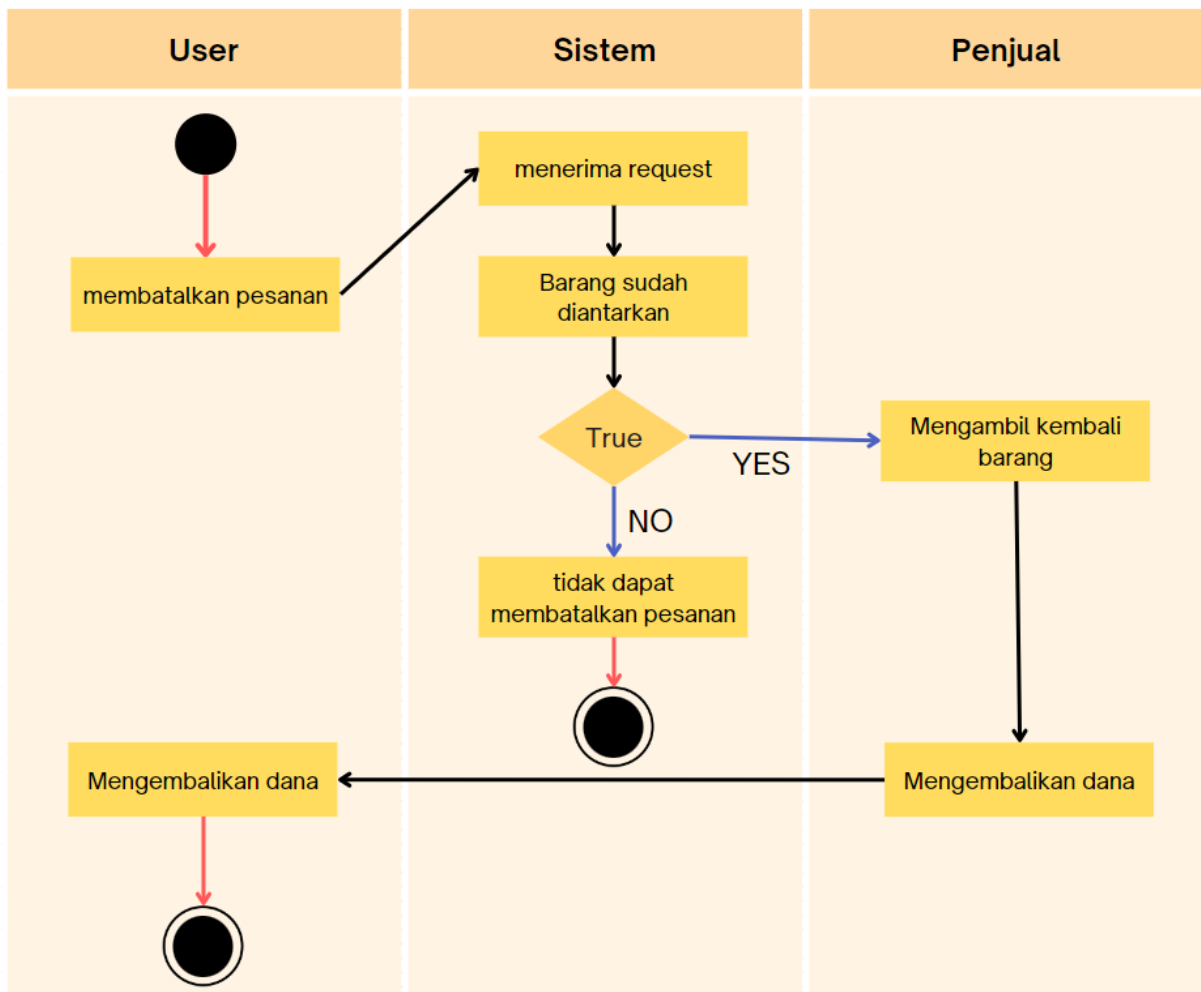 User
Sistem
Penjual
menerima request
membatalkan pesanan
Barang sudah
diantarkan
True
YES
Mengambil kembali
barang
NO
tidak dapat
membatalkan pesanan
Mengembalikan dana
Mengembalikan dana